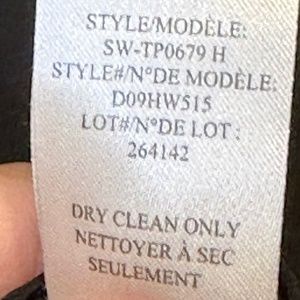 STYLE/MODÈLE:
SW-TP0679 H
STYLE#/N°DE MODÈLE:
D09HW515
LOT#/N°DE LOT :
264142
DRY CLEAN ONLY
NETTOYER À SEC
SEULEMENT